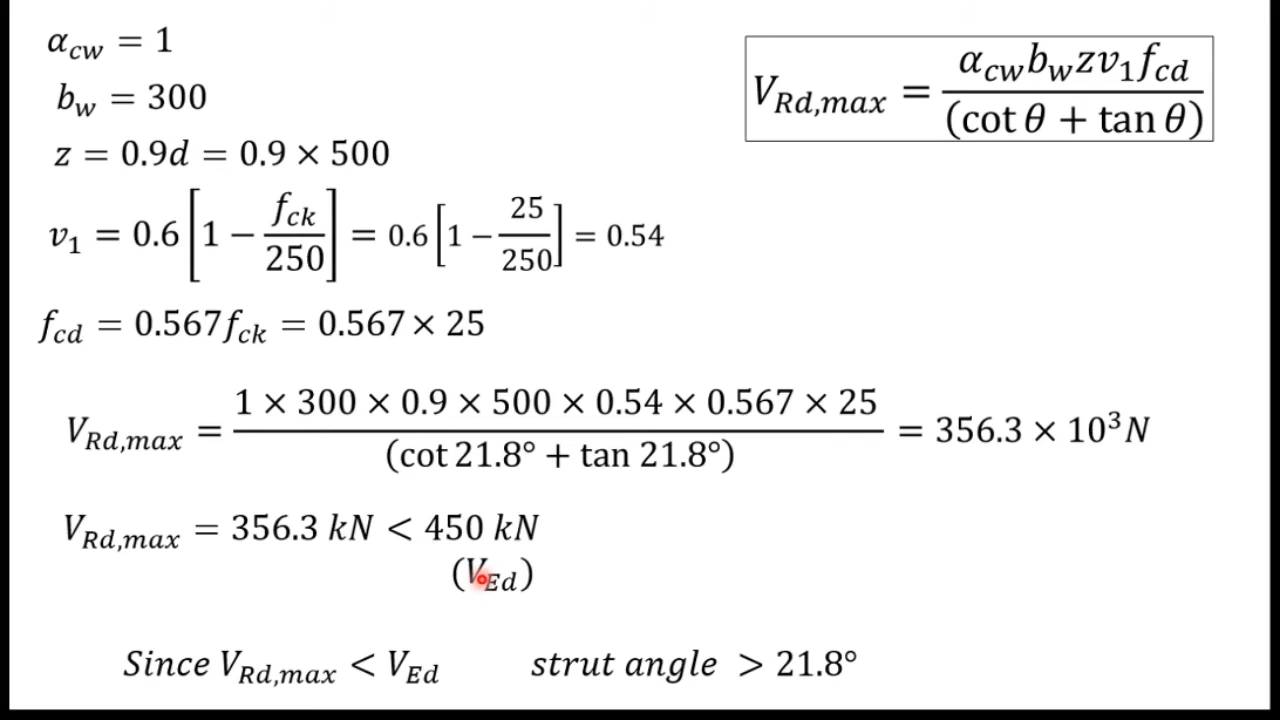 α_cw = 1
b_w = 300
z = 0.9d = 0.9 × 500
V_Rd,max = α_cw b_w z v_1 f_cd / (cot θ + tan θ)
v_1 = 0.6 [1 − f_ck / 250] = 0.6 [1 − 25 / 250] = 0.54
f_cd = 0.567f_ck = 0.567 × 25
V_Rd,max = 1 × 300 × 0.9 × 500 × 0.54 × 0.567 × 25 / (cot 21.8° + tan 21.8°) = 356.3 × 10³ N
V_Rd,max = 356.3 kN < 450 kN
(V_Ed)
Since V_Rd,max < V_Ed strut angle > 21.8°